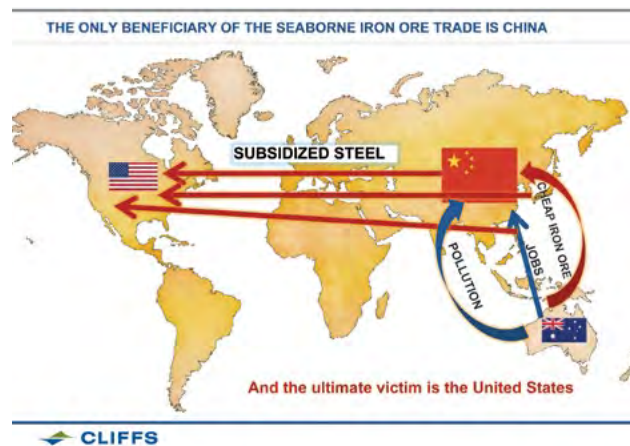 THE ONLY BENEFICIARY OF THE SEABORNE IRON ORE TRADE IS CHINA
SUBSIDIZED STEEL
CHEAP IRON ORE
POLLUTION
JOBS
And the ultimate victim is the United States
CLIFFS